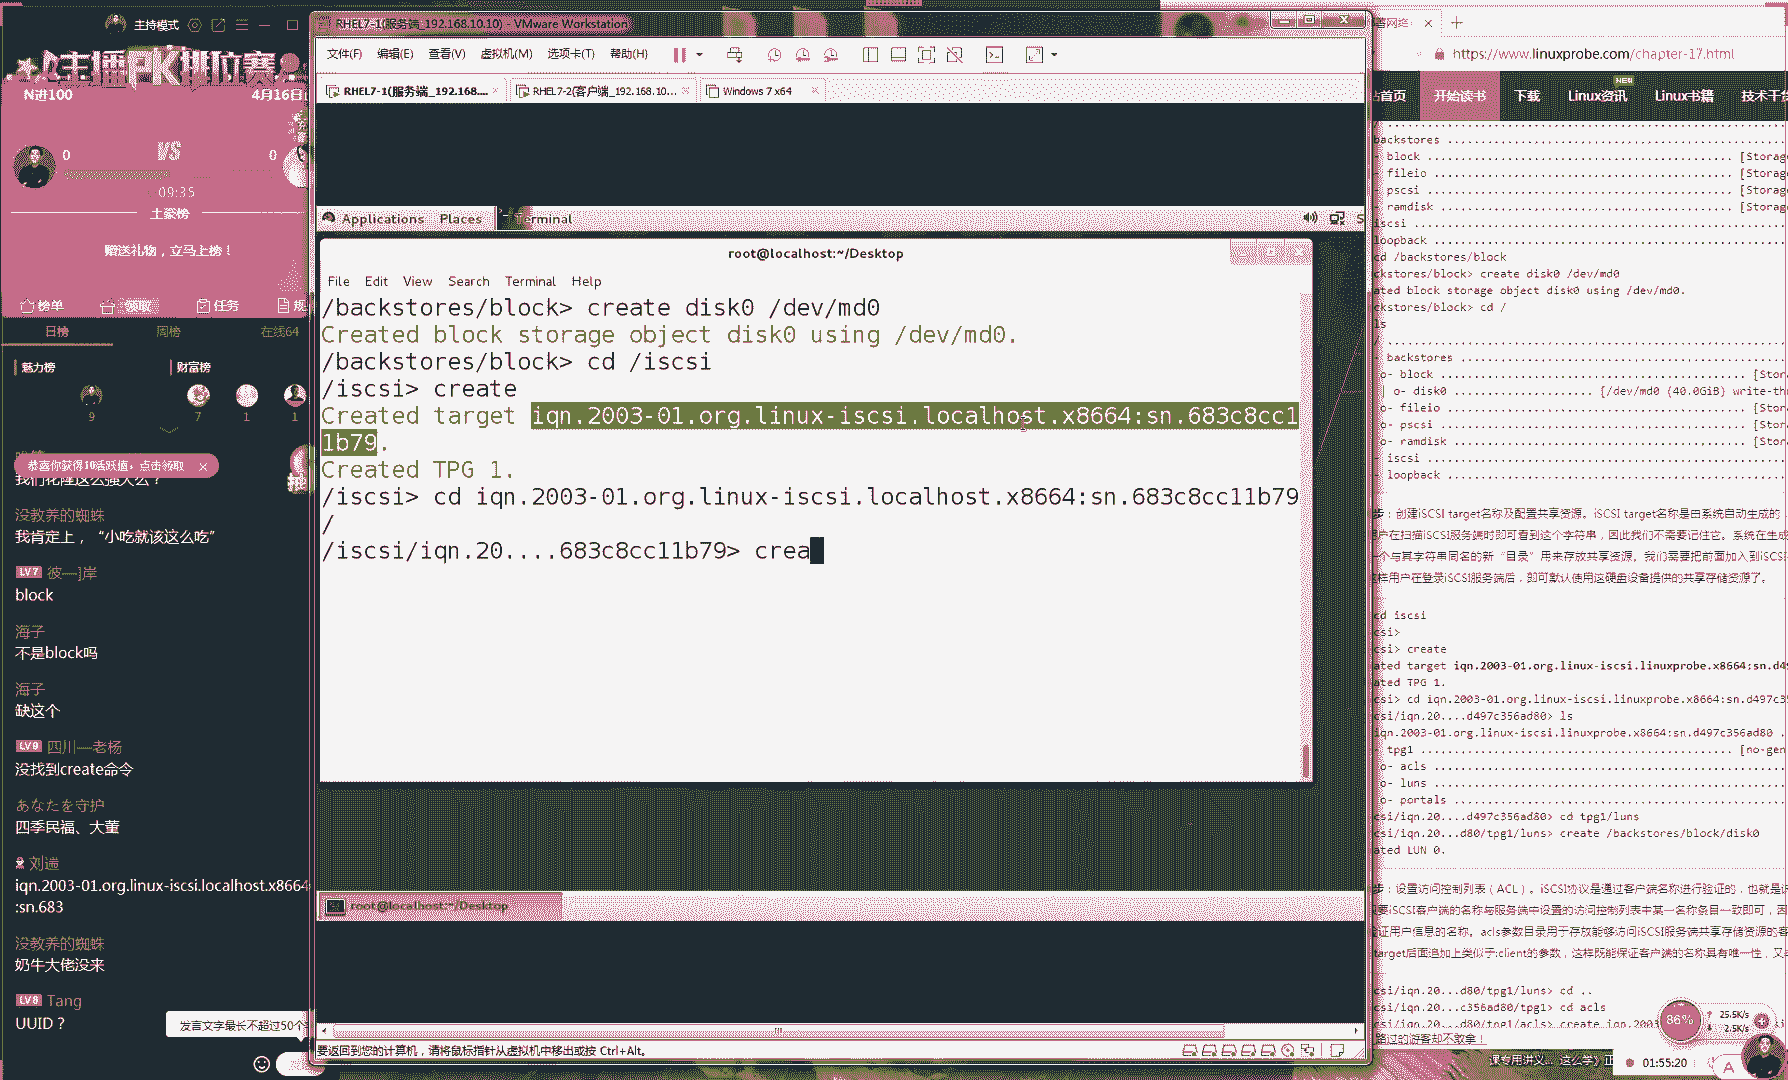 主持模式
主播PK排位赛
N进100
4月16日
0
VS
0
09:35
土豪榜
赠送礼物，立马上榜！
榜单
领取
任务
日榜
周榜
在线64
魅力榜
财富榜
9
7
1
1
恭喜你获得10活跃值，点击领取
没教养的蜘蛛
我肯定上，“小吃就该这么吃”
block
海子
不是block吗
海子
缺这个
LV9 四川—老杨
没找到create命令
あなたを守护
四季民福、大董
刘遄
iqn.2003-01.org.linux-iscsi.localhost.x8664
:sn.683
没教养的蜘蛛
奶牛大佬没来
LV8 Tang
UUID？
发言文字最长不超过50个
RHEL7-1(服务端_192.168.10.10) - VMware Workstation
文件(F) 编辑(E) 查看(V) 虚拟机(M) 选项卡(T) 帮助(H)
RHEL7-1(服务端_192.168....
RHEL7-2(客户端_192.168.10...
Windows 7 x64
Applications Places Terminal
root@localhost:~/Desktop
File Edit View Search Terminal Help
/backstores/block> create disk0 /dev/md0
Created block storage object disk0 using /dev/md0.
/backstores/block> cd /iscsi
/iscsi> create
Created target iqn.2003-01.org.linux-iscsi.localhost.x8664:sn.683c8cc1
1b79.
Created TPG 1.
/iscsi> cd iqn.2003-01.org.linux-iscsi.localhost.x8664:sn.683c8cc11b79
/
/iscsi/iqn.20....683c8cc11b79> crea
root@localhost:~/Desktop
要返回到您的计算机，请将鼠标指针从虚拟机中移出或按 Ctrl+Alt。
https://www.linuxprobe.com/chapter-17.html
NEW
站首页 开始读书 下载 Linux资讯 Linux书籍 技术干货
backstores
- block [Storag
- fileio [Storag
- pscsi [Storag
- ramdisk [Storag
iscsi
loopback
cd /backstores/block
ckstores/block> create disk0 /dev/md0
ated block storage object disk0 using /dev/md0.
ckstores/block> cd /
ls
/
- backstores
o- block [Stor
| o- disk0 [/dev/md0 (40.0GiB) write-th
o- fileio [Stor
o- pscsi [Stor
o- ramdisk [Stor
- iscsi
loopback
步：创建iSCSI target名称及配置共享资源。iSCSI target名称是由系统自动生成的
户在扫描iSCSI服务端时即可看到这个字符串，因此我们不需要记住它。系统在生成
个与其字符串同名的新“目录”用来存放共享资源。我们需要把前面加入到iSCSI
这样用户在登录iSCSI服务端后，即可默认使用这硬盘设备提供的共享存储资源了。
cd iscsi
csi>
csi> create
ated target iqn.2003-01.org.linux-iscsi.linuxprobe.x8664:sn.d49
ated TPG 1.
csi> cd iqn.2003-01.org.linux-iscsi.linuxprobe.x8664:sn.d497c35
csi/iqn.20....d497c356ad80> ls
iqn.2003-01.org.linux-iscsi.linuxprobe.x8664:sn.d497c356ad80 .
- tpg1 [no-gen
o- acls
o- luns
o- portals
csi/iqn.20....d497c356ad80> cd tpg1/luns
csi/iqn.20...d80/tpg1/luns> create /backstores/block/disk0
ated LUN 0.
步：设置访问控制列表（ACL）。iSCSI协议是通过客户端名称进行验证的，也就是说
要iSCSI客户端的名称与服务端中设置的访问控制列表中某一名称条目一致即可，因
验证用户信息的名称。acls参数目录用于存放能够访问iSCSI服务端共享存储资源的客
target后面追加上类似于:client的参数，这样既能保证客户端的名称具有唯一性，又
csi/iqn.20...d80/tpg1/luns> cd ..
csi/iqn.20...c356ad80/tpg1> cd acls
csi/iqn.20...d80/tpg1/acls> create iqn.200
路过的游客却不敢拿！
86%
25.5K/s
2.5K/s
01:55:20